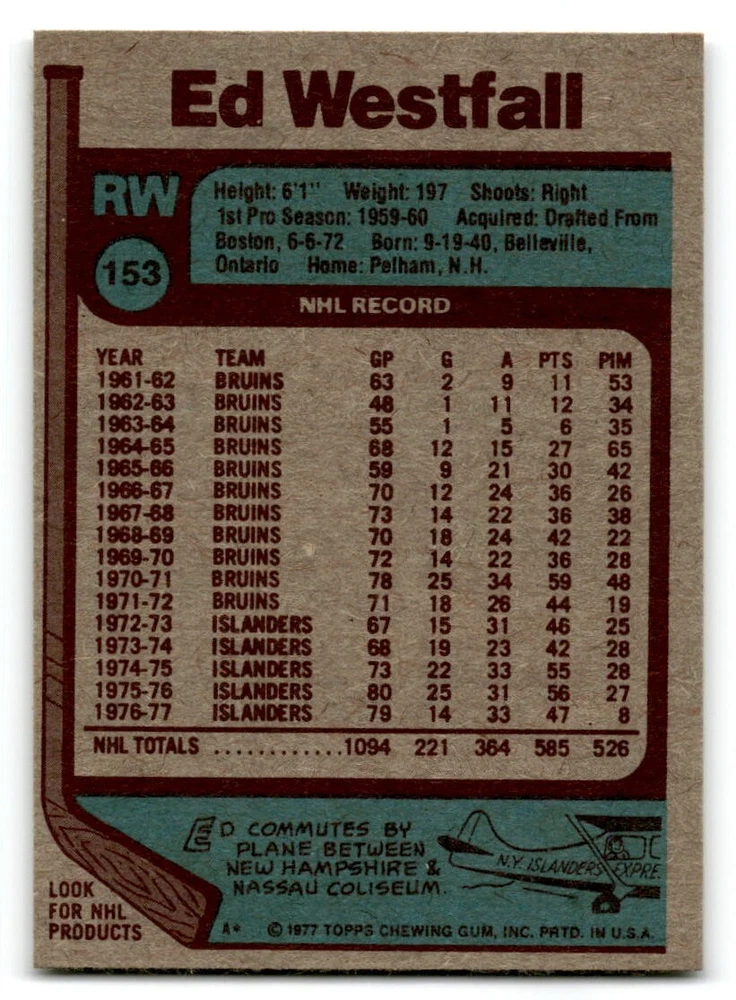 Ed Westfall
RW
Height: 6'1" Weight: 197 Shoots: Right
1st Pro Season: 1959-60 Acquired: Drafted From
Boston, 6-6-72 Born: 9-19-40, Belleville,
Ontario Home: Pelham, N.H.
153
NHL RECORD
YEAR TEAM GP G A PTS PIM
1961-62 BRUINS 63 2 9 11 53
1962-63 BRUINS 48 1 11 12 34
1963-64 BRUINS 55 1 5 6 35
1964-65 BRUINS 68 12 15 27 65
1965-66 BRUINS 59 9 21 30 42
1966-67 BRUINS 70 12 24 36 26
1967-68 BRUINS 73 14 22 36 38
1968-69 BRUINS 70 18 24 42 22
1969-70 BRUINS 72 14 22 36 28
1970-71 BRUINS 78 25 34 59 48
1971-72 BRUINS 71 18 26 44 19
1972-73 ISLANDERS 67 15 31 46 25
1973-74 ISLANDERS 68 19 23 42 28
1974-75 ISLANDERS 73 22 33 55 28
1975-76 ISLANDERS 80 25 31 56 27
1976-77 ISLANDERS 79 14 33 47 8
NHL TOTALS ............1094 221 364 585 526
ED COMMUTES BY
PLANE BETWEEN
NEW HAMPSHIRE &
NASSAU COLISEUM.
N.Y. ISLANDERS EXPRE.
LOOK
FOR NHL
PRODUCTS
A* © 1977 TOPPS CHEWING GUM, INC. PRTD. IN U.S.A.